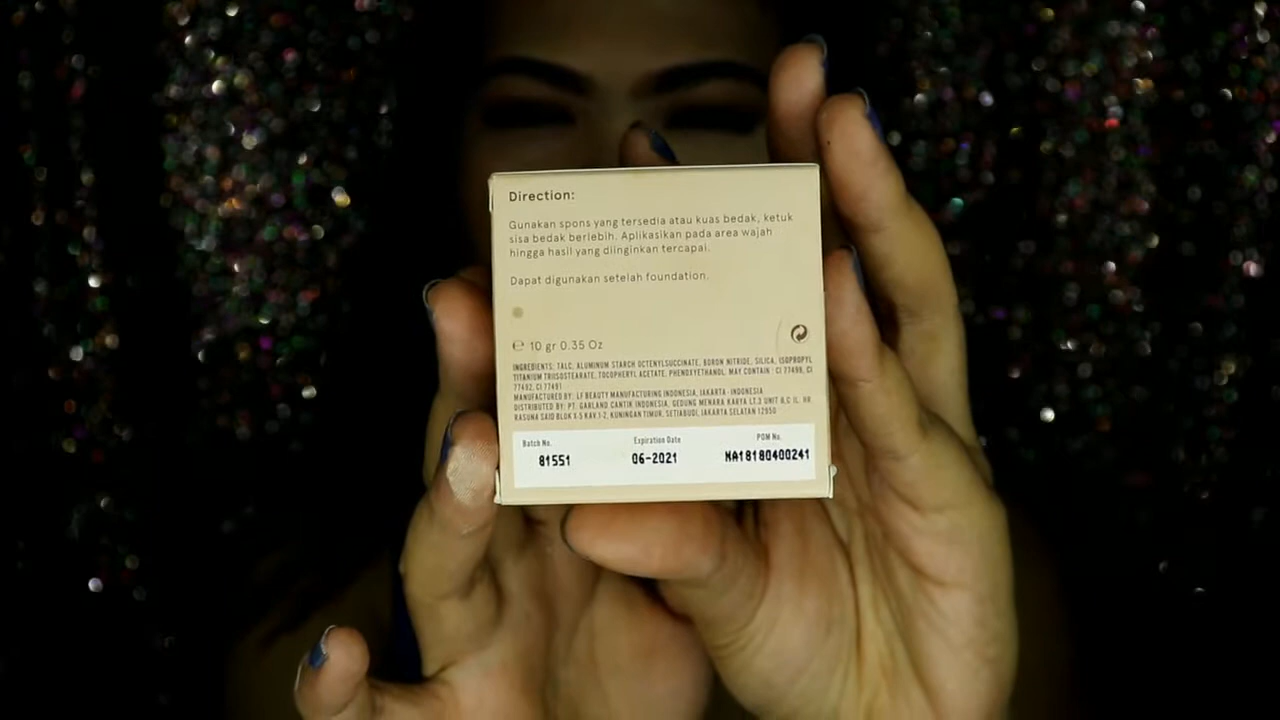 Direction:
Gunakan spons yang tersedia atau kuas bedak, ketuk
sisa bedak berlebih. Aplikasikan pada area wajah
hingga hasil yang diinginkan tercapai.
Dapat digunakan setelah foundation.
℮ 10 gr 0.35 Oz
INGREDIENTS: TALC, ALUMINUM STARCH OCTENYLSUCCINATE, BORON NITRIDE, SILICA, ISOPROPYL
TITANIUM TRIISOSTEARATE, TOCOPHERYL ACETATE, PHENOXYETHANOL. MAY CONTAIN : CI 77499, CI
77492, CI 77491
MANUFACTURED BY: LF BEAUTY MANUFACTURING INDONESIA, JAKARTA - INDONESIA
DISTRIBUTED BY: PT. GARLAND CANTIK INDONESIA, GEDUNG MENARA KARYA LT.3 UNIT B,C JL. HR
RASUNA SAID BLOK X-5 KAV 1-2, KUNINGAN TIMUR, SETIABUDI, JAKARTA SELATAN 12950
Batch No. Expiration Date POM No.
81551 06-2021 NA18180400241